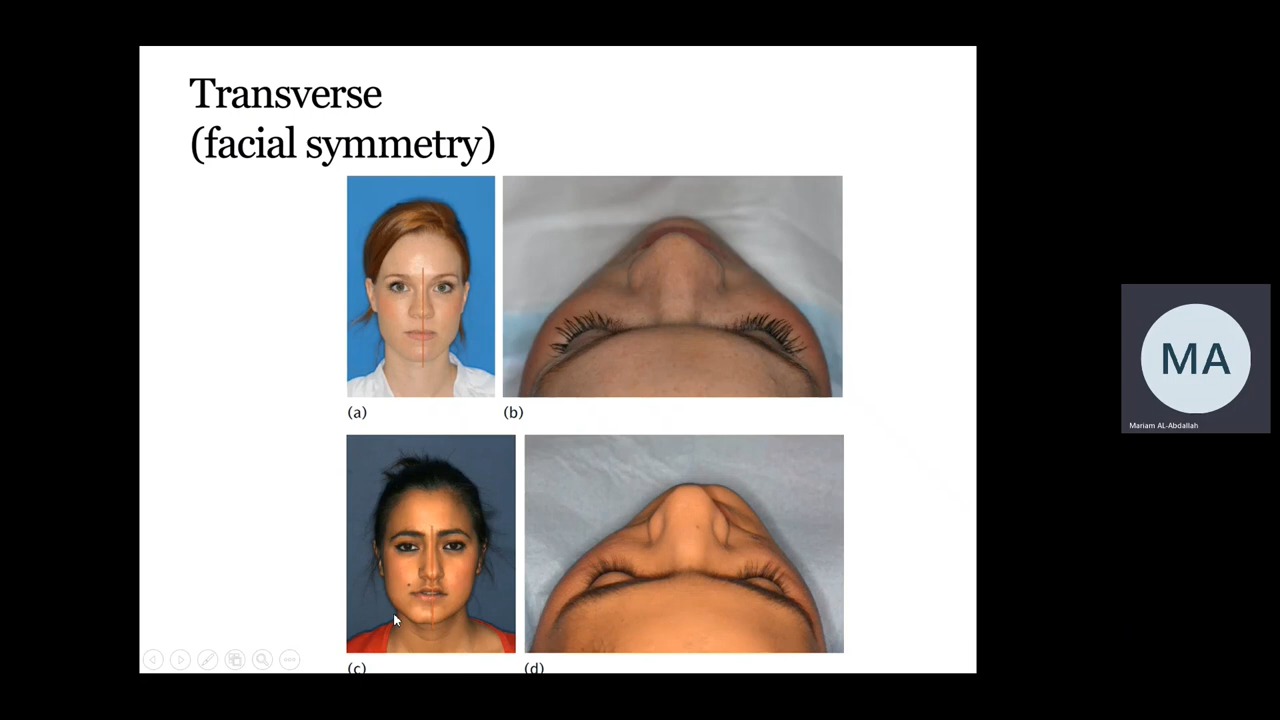 Transverse
(facial symmetry)
(a)
(b)
(c)
(d)
MA
Mariam AL-Abdallah